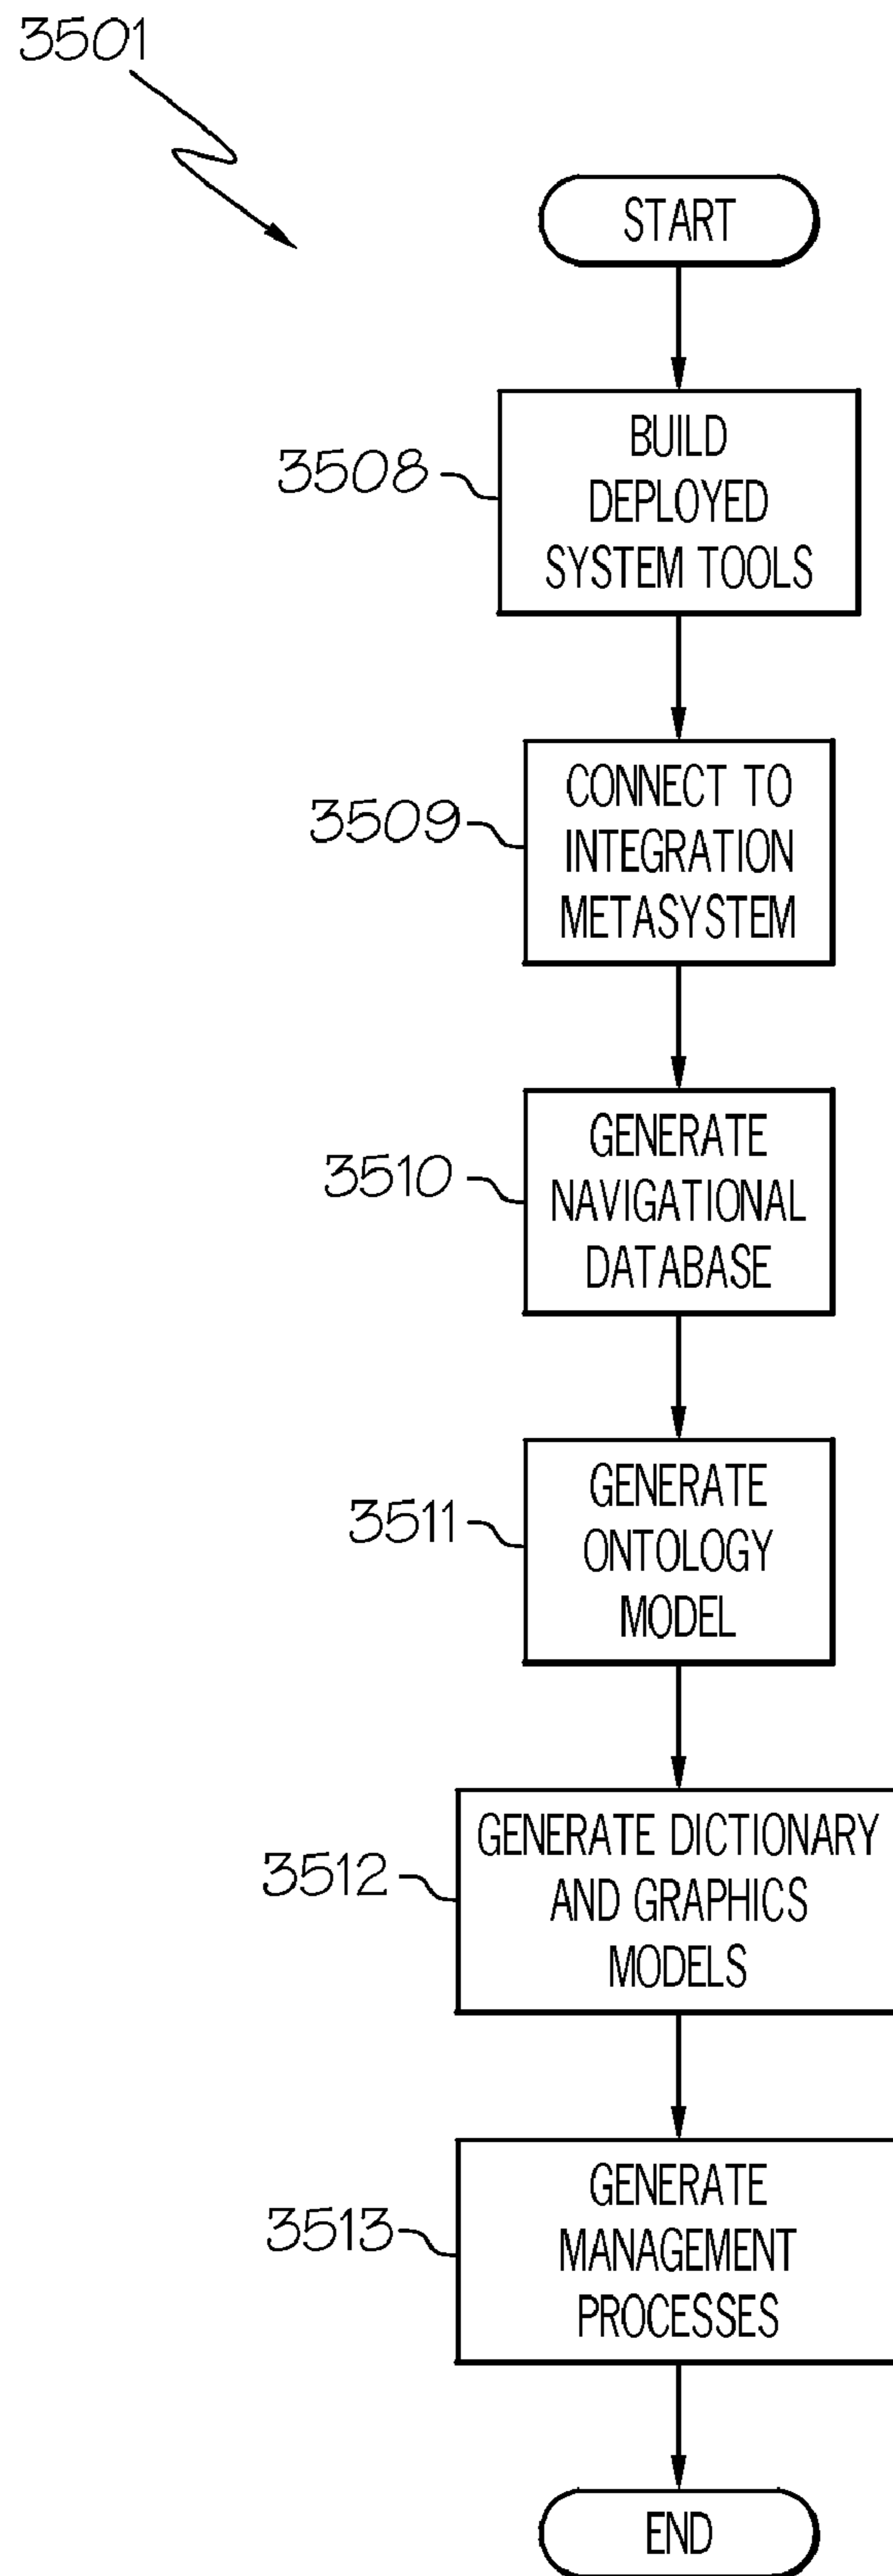 3501
START
3508
BUILD
DEPLOYED
SYSTEM TOOLS
3509
CONNECT TO
INTEGRATION
METASYSTEM
3510
GENERATE
NAVIGATIONAL
DATABASE
3511
GENERATE
ONTOLOGY
MODEL
3512
GENERATE DICTIONARY
AND GRAPHICS
MODELS
3513
GENERATE
MANAGEMENT
PROCESSES
END